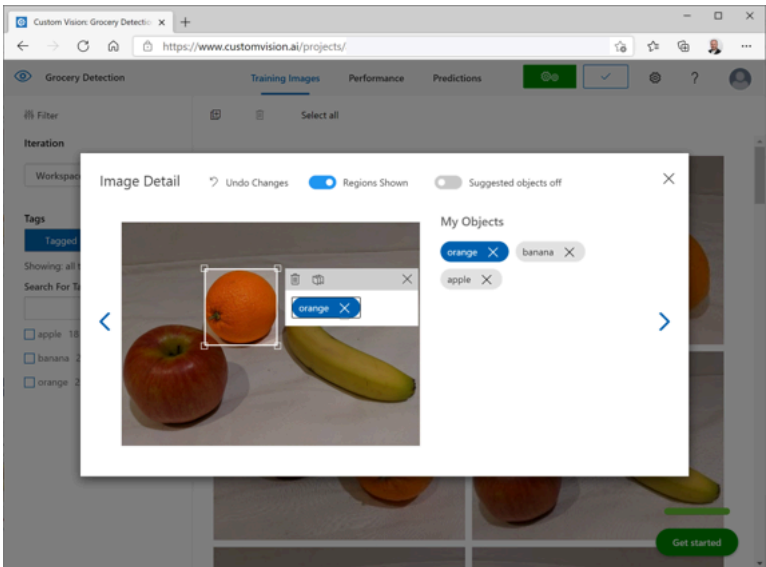 Custom Vision: Grocery Detectio
https://www.customvision.ai/projects/
Grocery Detection
Training Images
Performance
Predictions
Filter
Select all
Iteration
Workspac
Image Detail
Undo Changes
Regions Shown
Suggested objects off
Tags
Tagged
Showing: all t
Search For Ta
My Objects
orange
banana
apple
orange
apple 18
banana 2
orange 2
Get started